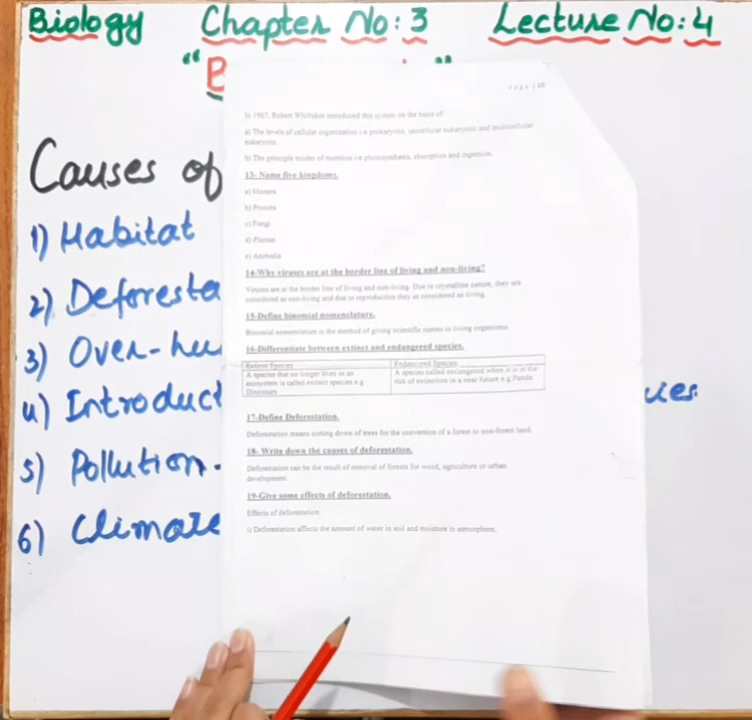 Biology Chapter No: 3 Lecture No: 4
Causes of
1) Habitat
2) Deforesta
3) Over-hu
4) Introduct
ies
5) Pollution.
6) Climate
Page | 10
In 1967, Robert Whittaker introduced this system on the basis of:
a) The levels of cellular organization i.e prokaryotic, unicellular eukaryotic and multicellular
eukaryotic.
b) The principle modes of nutrition i.e photosynthesis, absorption and ingestion.
13- Name five kingdoms.
a) Monera
b) Protista
c) Fungi
d) Plantae
e) Animalia
14-Why viruses are at the border line of living and non-living?
Viruses are at the border line of living and non-living. Due to crystalline nature, they are
considered as non-living and due to reproduction they as considered as living.
15-Define binomial nomenclature.
Binomial nomenclature is the method of giving scientific names to living organisms.
16-Differentiate between extinct and endangered species.
Extinct Species
A species that no longer lives in an
ecosystem is called extinct species e.g
Dinosaurs
Endangered Species
A species called endangered when it is at the
risk of extinction in a near future e.g Panda
17-Define Deforestation.
Deforestation means cutting down of trees for the conversion of a forest to non-forest land.
18- Write down the causes of deforestation.
Deforestation can be the result of removal of forests for wood, agriculture or urban
development.
19-Give some effects of deforestation.
Effects of deforestation:
i) Deforestation affects the amount of water in soil and moisture in atmosphere.